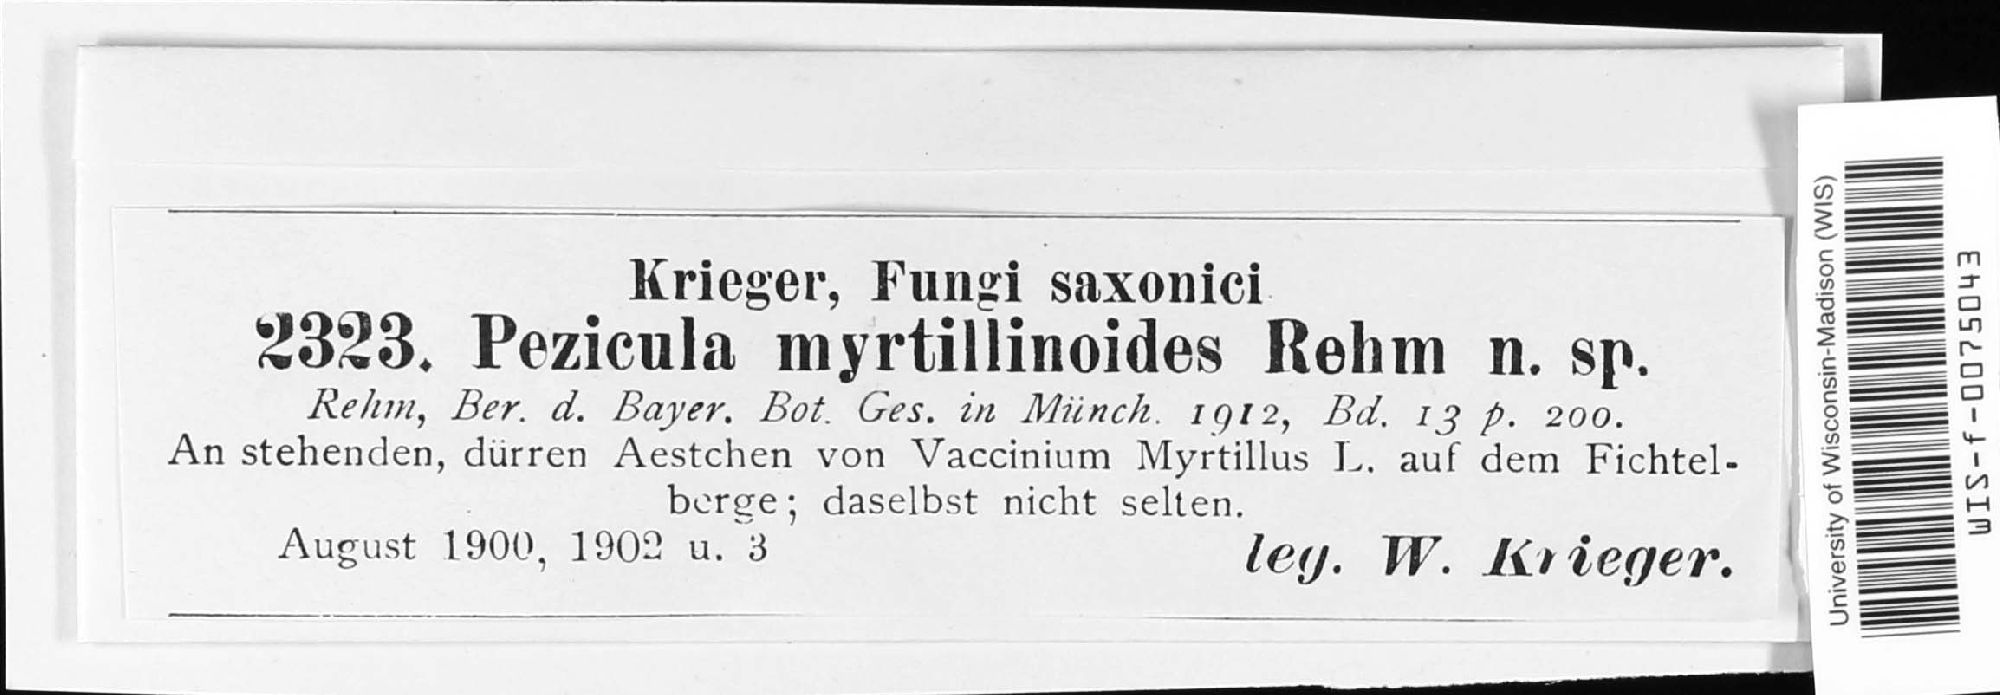 Krieger, Fungi saxonici
2323. Pezicula myrtillinoides Rehm n. sp.
Rehm, Ber. d. Bayer. Bot. Ges. in Münch. 1912, Bd. 13 p. 200.
An stehenden, dürren Aestchen von Vaccinium Myrtillus L. auf dem Fichtel-
berge; daselbst nicht selten.
August 1900, 1902 u. 3
leg. W. Krieger.
University of Wisconsin-Madison (WIS)
WIS-f-0075043